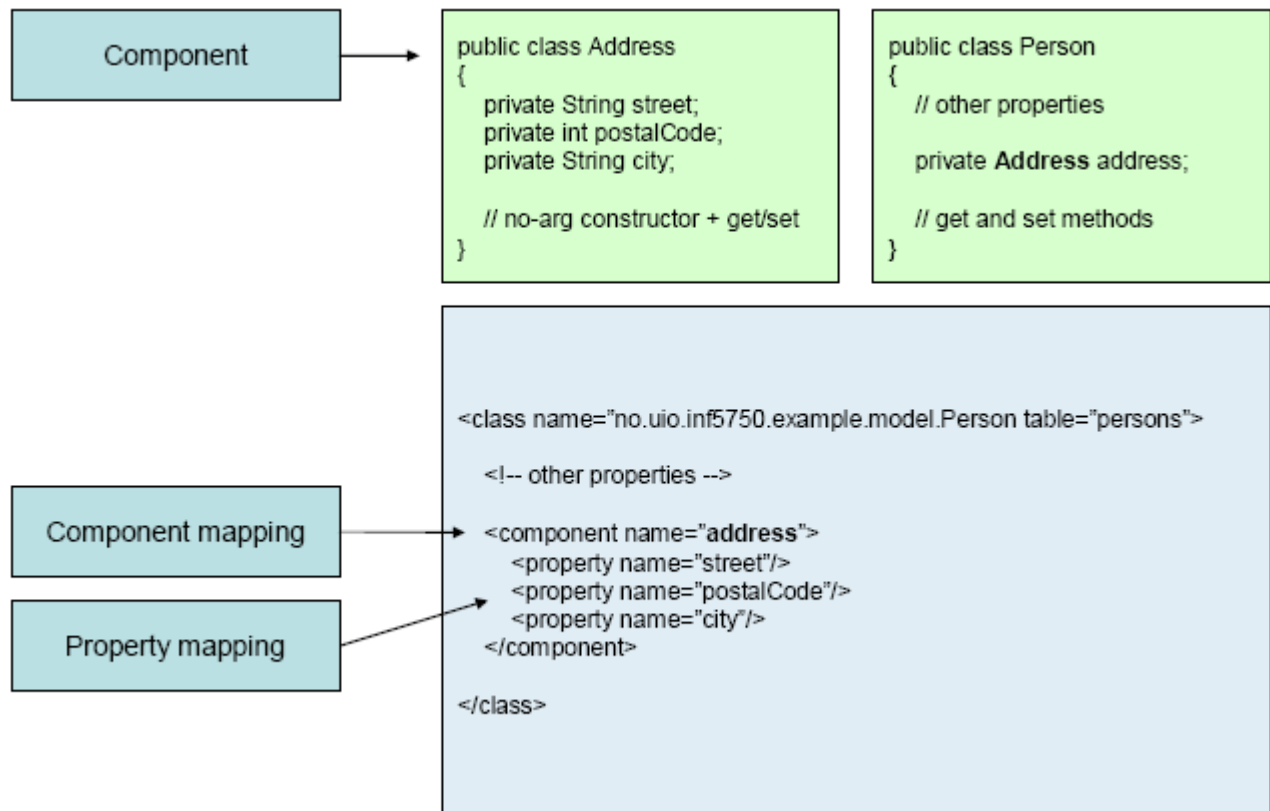 Component
public class Address
{
private String street;
private int postalCode;
private String city;
// no-arg constructor + get/set
}
public class Person
{
// other properties
private Address address;
// get and set methods
}
Component mapping
Property mapping
<class name=”no.uio.inf5750.example.model.Person table=”persons”>
<!-- other properties -->
<component name=”address”>
<property name=”street”/>
<property name=”postalCode”/>
<property name=”city”/>
</component>
</class>